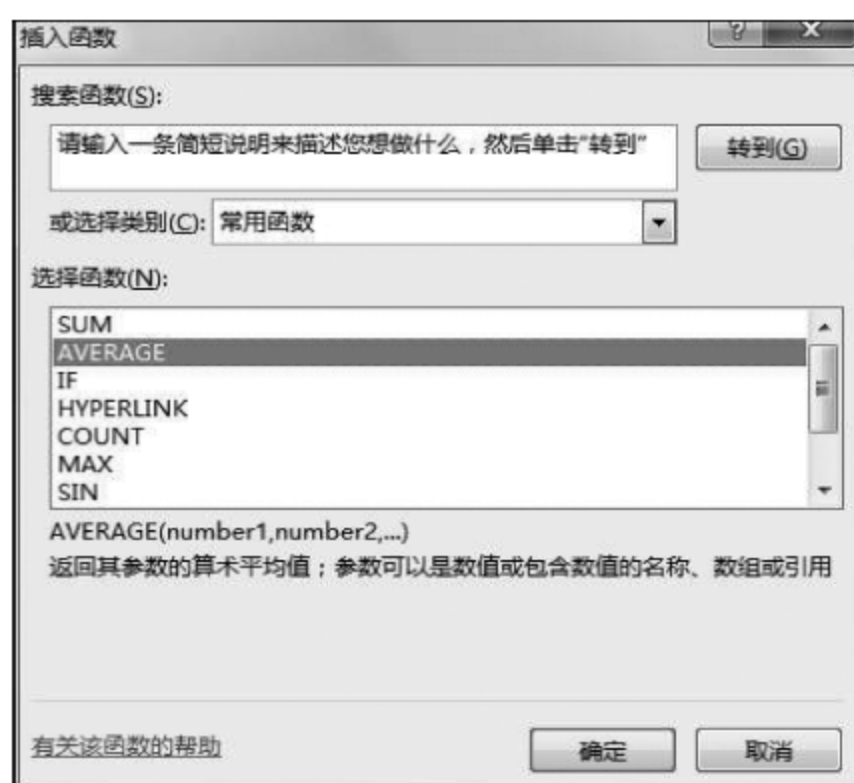 插入函数
?
X
搜索函数(S):
请输入一条简短说明来描述您想做什么，然后单击"转到"
转到(G)
或选择类别(C): 常用函数
选择函数(N):
SUM
AVERAGE
IF
HYPERLINK
COUNT
MAX
SIN
AVERAGE(number1,number2,...)
返回其参数的算术平均值；参数可以是数值或包含数值的名称、数组或引用
有关该函数的帮助
确定
取消